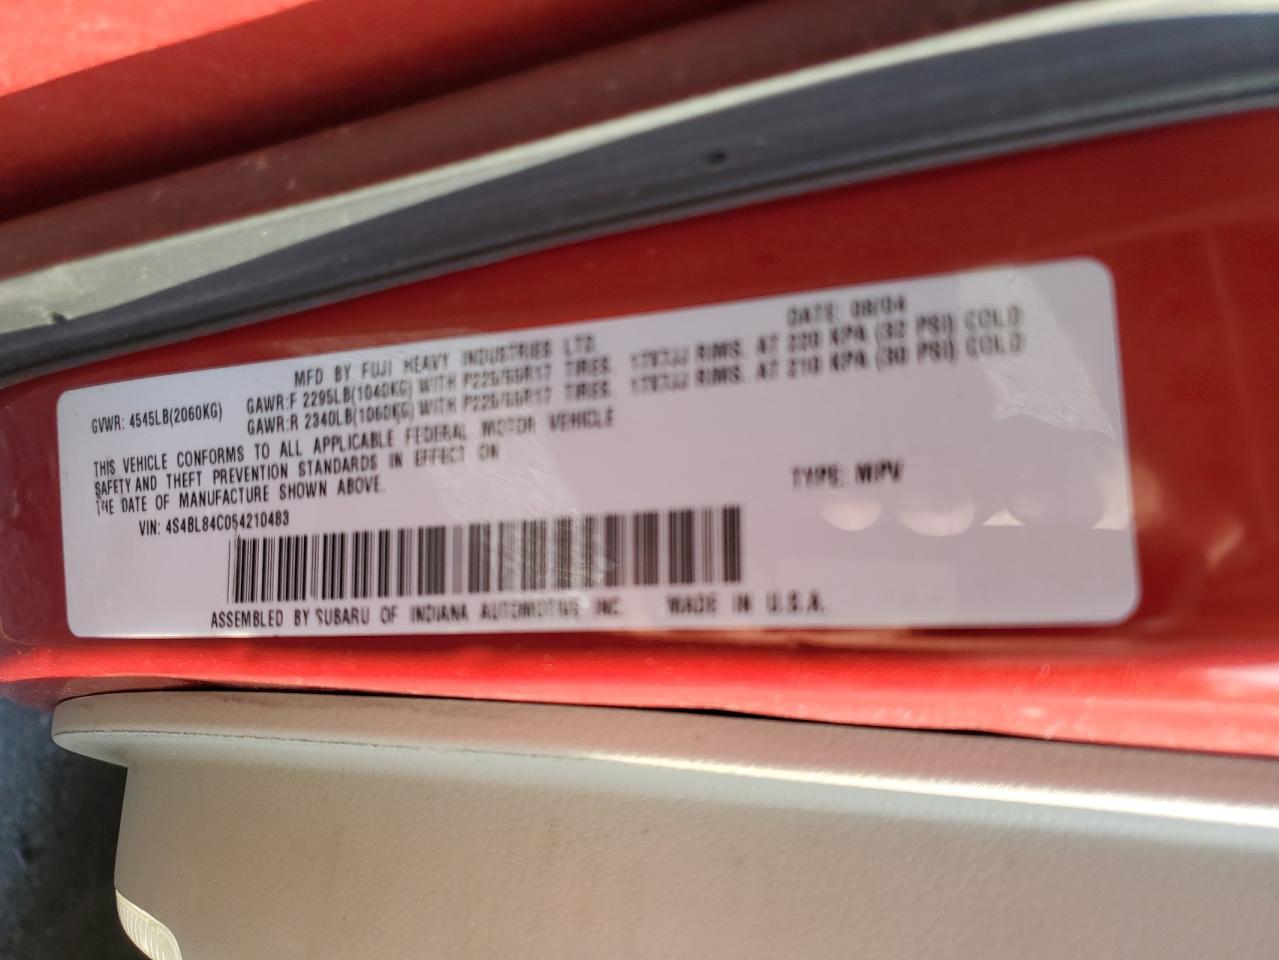 MFD BY FUJI HEAVY INDUSTRIES LTD. DATE: 08/04
GVWR: 4545LB(2060KG)
GAWR:F 2295LB(1040KG) WITH P225/55R17 TIRES. 17X7JJ RIMS. AT 220 KPA (32 PSI) COLD
GAWR:R 2340LB(1060KG) WITH P225/55R17 TIRES. 17X7JJ RIMS. AT 210 KPA (30 PSI) COLD
THIS VEHICLE CONFORMS TO ALL APPLICABLE FEDERAL MOTOR VEHICLE
SAFETY AND THEFT PREVENTION STANDARDS IN EFFECT ON
THE DATE OF MANUFACTURE SHOWN ABOVE.
VIN: 4S4BL84C054210483 TYPE: MPV
ASSEMBLED BY SUBARU OF INDIANA AUTOMOTIVE INC. MADE IN U.S.A.